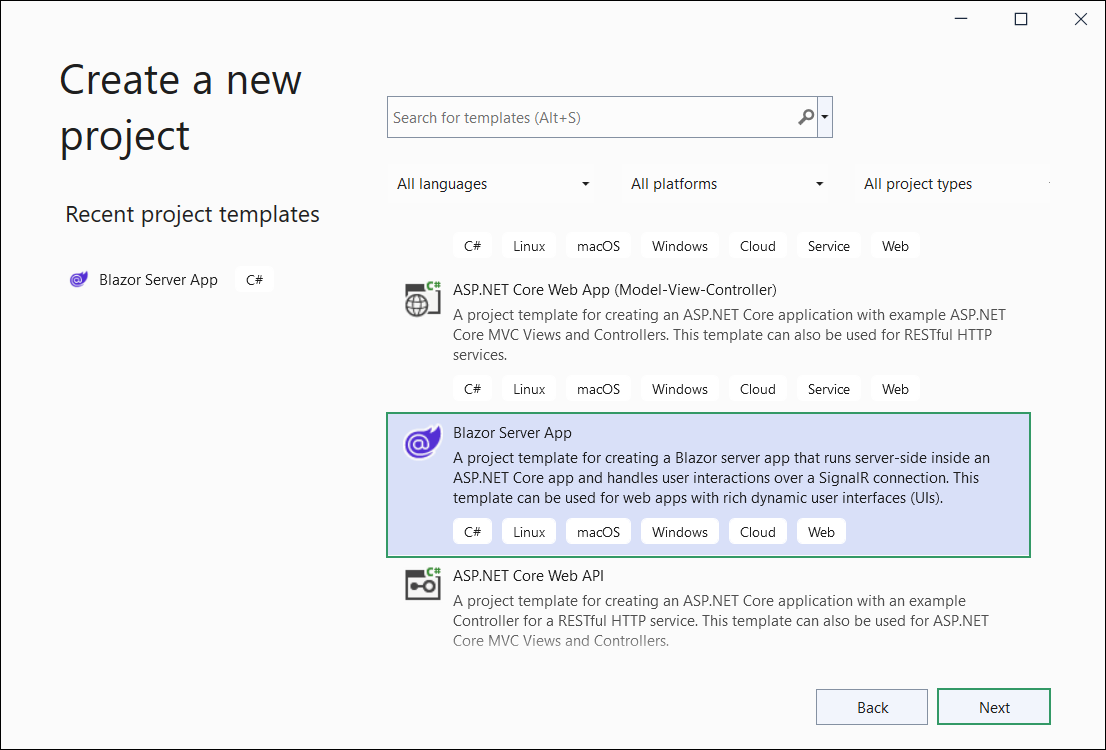 Create a new
project
Search for templates (Alt+S)
All languages
All platforms
All project types
Recent project templates
@ Blazor Server App C#
C# Linux macOS Windows Cloud Service Web
C#
ASP.NET Core Web App (Model-View-Controller)
A project template for creating an ASP.NET Core application with example ASP.NET
Core MVC Views and Controllers. This template can also be used for RESTful HTTP
services.
C# Linux macOS Windows Cloud Service Web
@
Blazor Server App
A project template for creating a Blazor server app that runs server-side inside an
ASP.NET Core app and handles user interactions over a SignalR connection. This
template can be used for web apps with rich dynamic user interfaces (UIs).
C# Linux macOS Windows Cloud Web
C#
ASP.NET Core Web API
A project template for creating an ASP.NET Core application with an example
Controller for a RESTful HTTP service. This template can also be used for ASP.NET
Core MVC Views and Controllers.
Back
Next